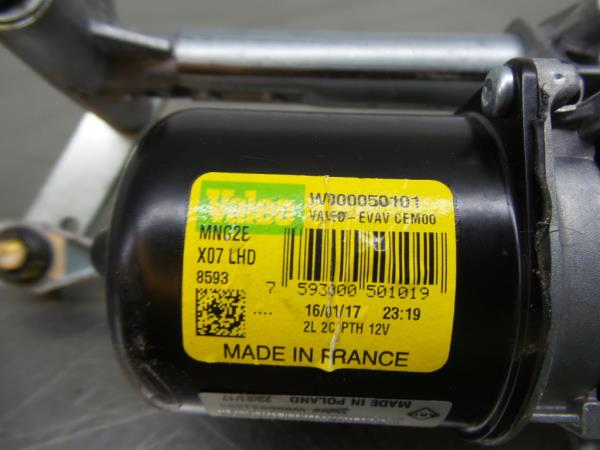 Valeo
W000050101
VALEO - EVAV CEM00
MNG2E
X07 LHD
8593
7 593000 501019
.... 16/01/17 23:19
2L 2C PTH 12V
MADE IN FRANCE
MADE IN POLAND